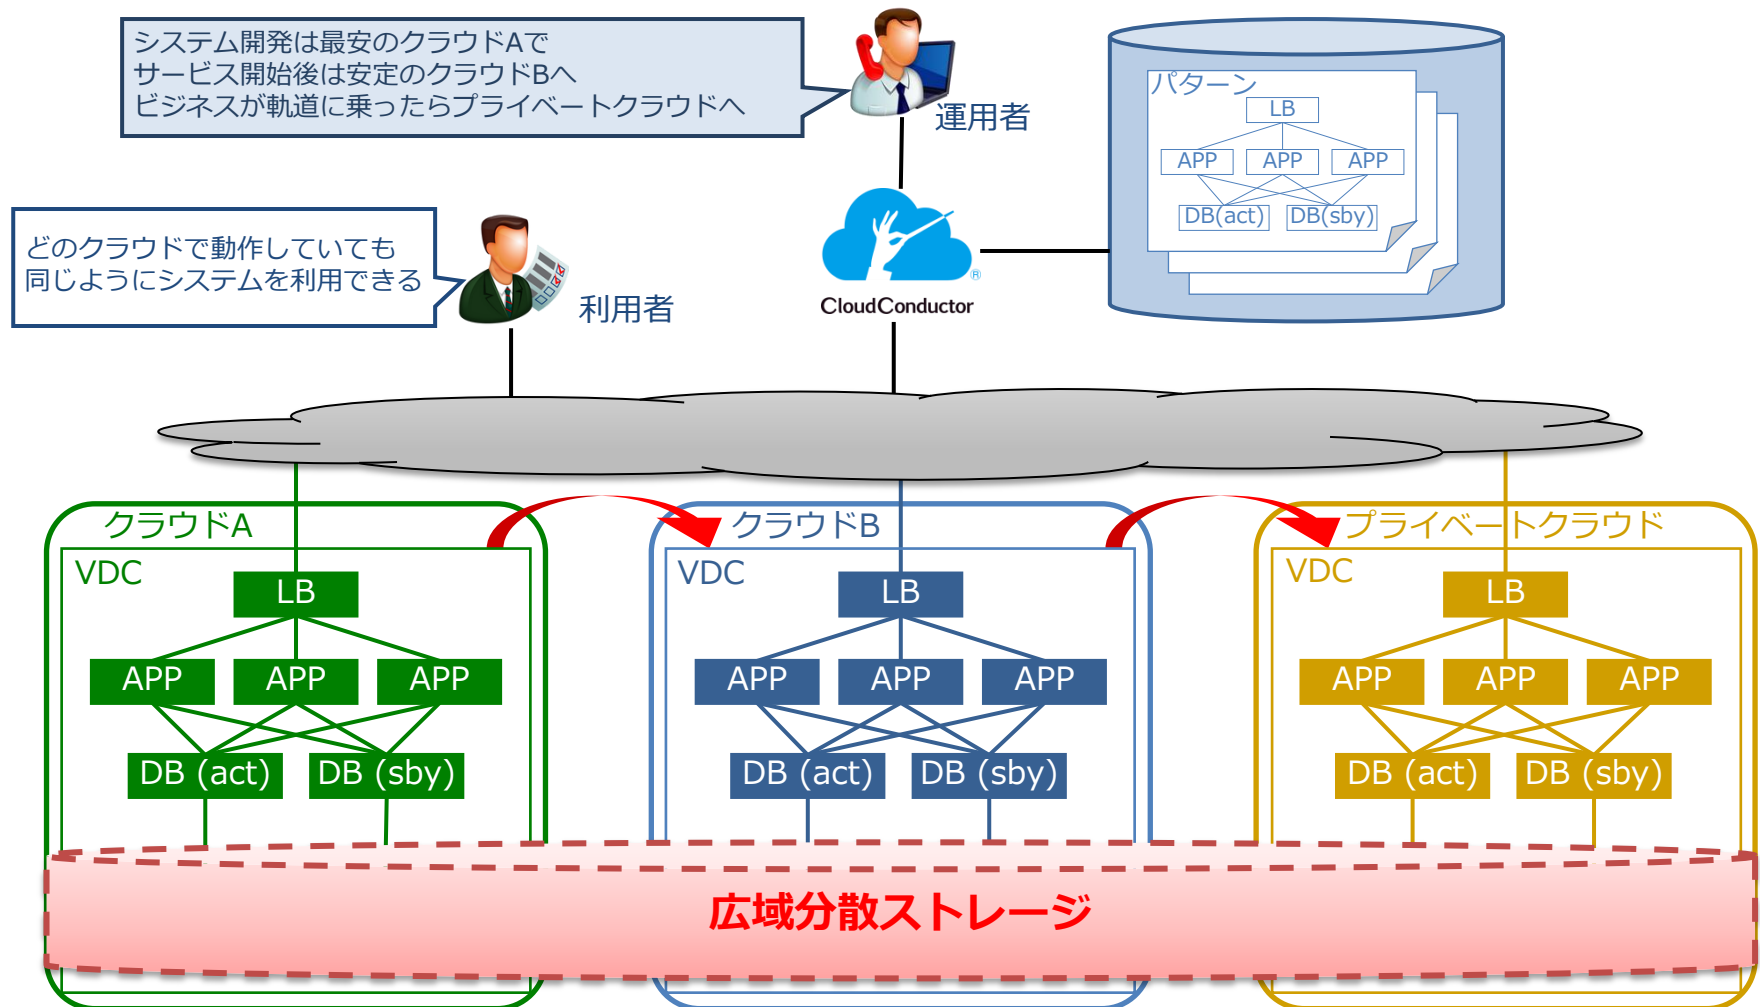 システム開発は最安のクラウドAで
サービス開始後は安定のクラウドBへ
ビジネスが軌道に乗ったらプライベートクラウドへ
運用者
パターン
LB
APP APP APP
DB(act) DB(sby)
どのクラウドで動作していても
同じようにシステムを利用できる
利用者
®
CloudConductor
クラウドA
VDC
LB
APP APP APP
DB (act) DB (sby)
クラウドB
VDC
LB
APP APP APP
DB (act) DB (sby)
プライベートクラウド
VDC
LB
APP APP APP
DB (act) DB (sby)
広域分散ストレージ